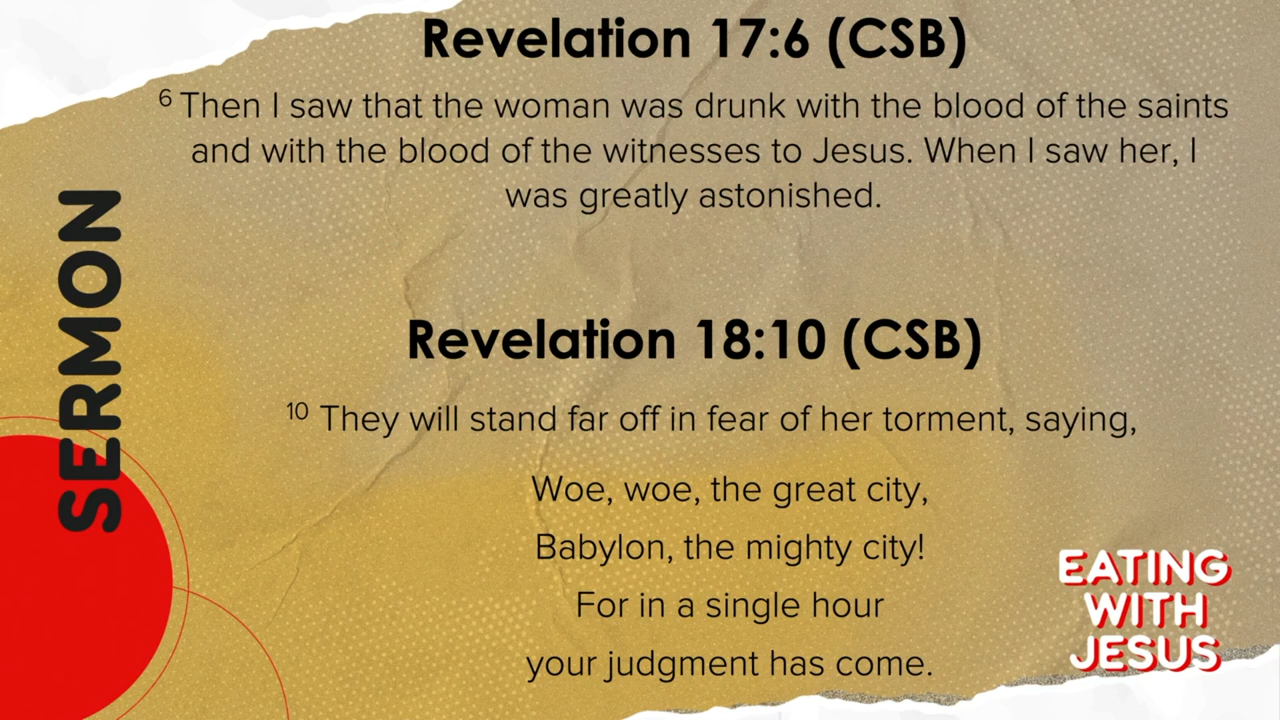 Revelation 17:6 (CSB)
6 Then I saw that the woman was drunk with the blood of the saints
and with the blood of the witnesses to Jesus. When I saw her, I
was greatly astonished.
SERMON
Revelation 18:10 (CSB)
10 They will stand far off in fear of her torment, saying,
Woe, woe, the great city,
Babylon, the mighty city!
For in a single hour
your judgment has come.
EATING
WITH
JESUS